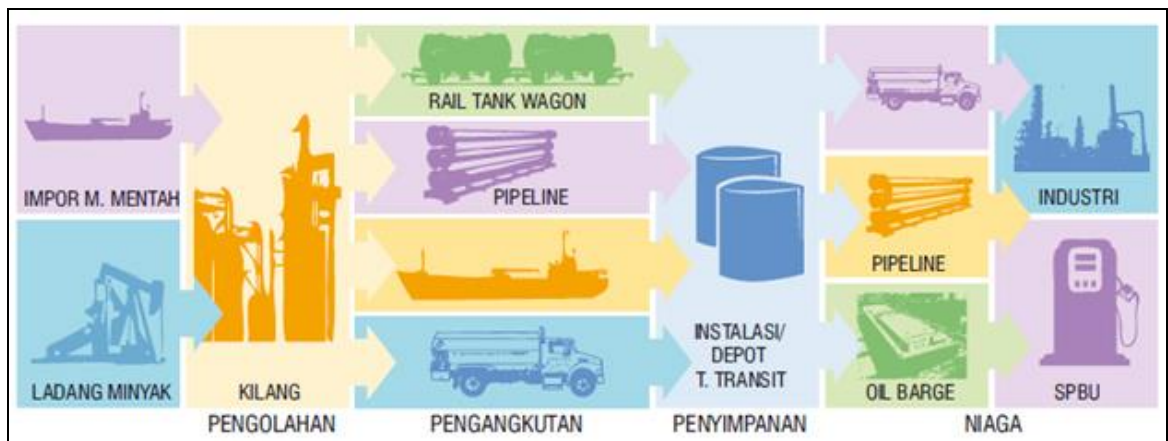 IMPOR M. MENTAH
LADANG MINYAK
KILANG
RAIL TANK WAGON
PIPELINE
INSTALASI/
DEPOT
T. TRANSIT
PIPELINE
OIL BARGE
INDUSTRI
SPBU
PENGOLAHAN
PENGANGKUTAN
PENYIMPANAN
NIAGA